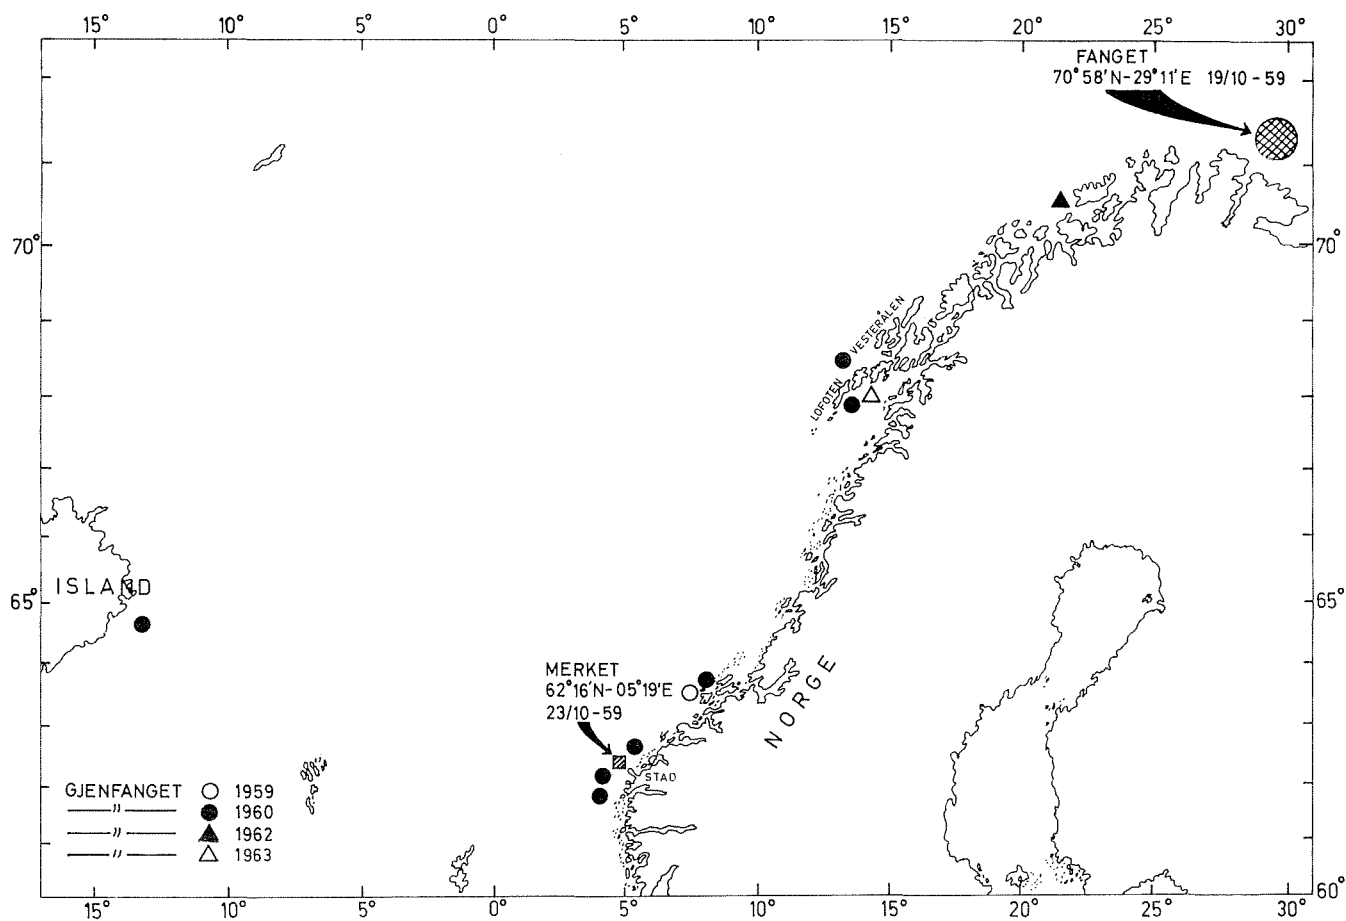 15° 10° 5° 0° 5° 10° 15° 20° 25° 30°
FANGET
70°58'N-29°11'E 19/10-59
70° 70°
VESTERÅLEN
LOFOTEN
ISLAND
65° 65°
MERKET
62°16'N-05°19'E
23/10-59
NORGE
STAD
GJENFANGET 1959
—〃— 1960
—〃— 1962
—〃— 1963
60°
15° 10° 5° 0° 5° 10° 15° 20° 25° 30°